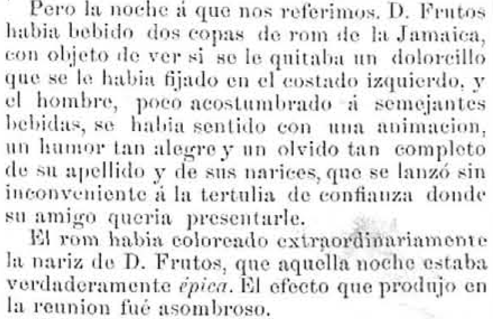 Pero la noche á que nos referimos. D. Frutos
habia bebido dos copas de rom de la Jamaica,
con objeto de ver si se le quitaba un dolorcillo
que se le habia fijado en el costado izquierdo, y
el hombre, poco acostumbrado á semejantes
bebidas, se habia sentido con una animacion,
un humor tan alegre y un olvido tan completo
de su apellido y de sus narices, que se lanzó sin
inconveniente á la tertulia de confianza donde
su amigo queria presentarle.
El rom habia coloreado extraordinariamente
la nariz de D. Frutos, que aquella noche estaba
verdaderamente épica. El efecto que produjo en
la reunion fué asombroso.